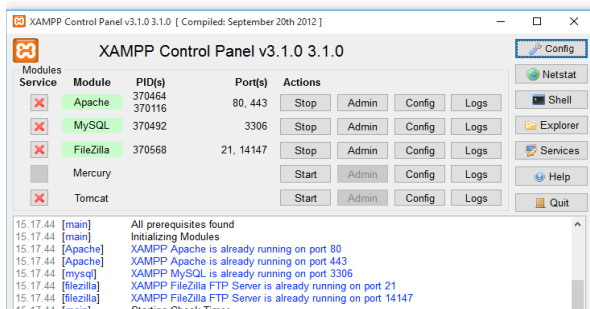 XAMPP Control Panel v3.1.0 3.1.0 [ Compiled: September 20th 2012 ]
XAMPP Control Panel v3.1.0 3.1.0
Config
Modules
Service Module PID(s) Port(s) Actions
Netstat
Apache 370464 370116 80, 443 Stop Admin Config Logs
Shell
MySQL 370492 3306 Stop Admin Config Logs
Explorer
FileZilla 370568 21, 14147 Stop Admin Config Logs
Services
Mercury Start Admin Config Logs
Help
Tomcat Start Admin Config Logs
Quit
15.17.44 [main] All prerequisites found
15.17.44 [main] Initializing Modules
15.17.44 [Apache] XAMPP Apache is already running on port 80
15.17.44 [Apache] XAMPP Apache is already running on port 443
15.17.44 [mysql] XAMPP MySQL is already running on port 3306
15.17.44 [filezilla] XAMPP FileZilla FTP Server is already running on port 21
15.17.44 [filezilla] XAMPP FileZilla FTP Server is already running on port 14147
15.17.44 [main] Starting Check-Timer